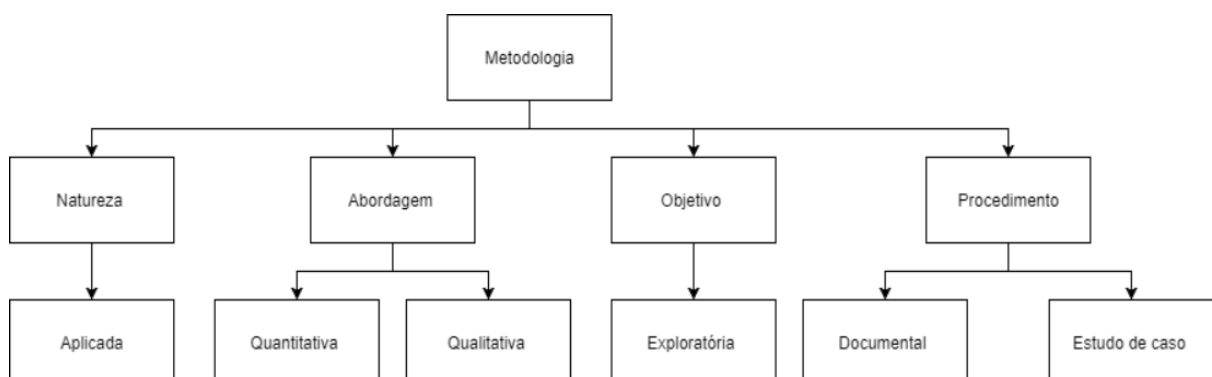 Metodologia
Natureza
Abordagem
Objetivo
Procedimento
Aplicada
Quantitativa
Qualitativa
Exploratória
Documental
Estudo de caso